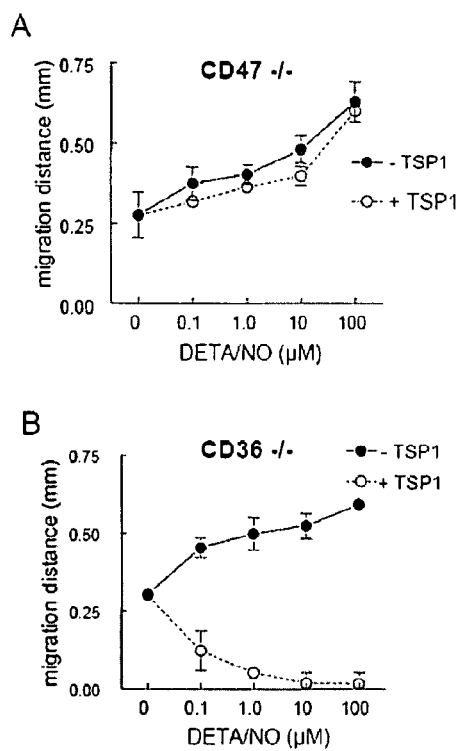 A
CD47 -/-
0.75
0.50
0.25
0.00
migration distance (mm)
- TSP1
+ TSP1
0 0.1 1.0 10 100
DETA/NO (µM)
B
CD36 -/-
0.75
0.50
0.25
0.00
migration distance (mm)
- TSP1
+ TSP1
0 0.1 1.0 10 100
DETA/NO (µM)